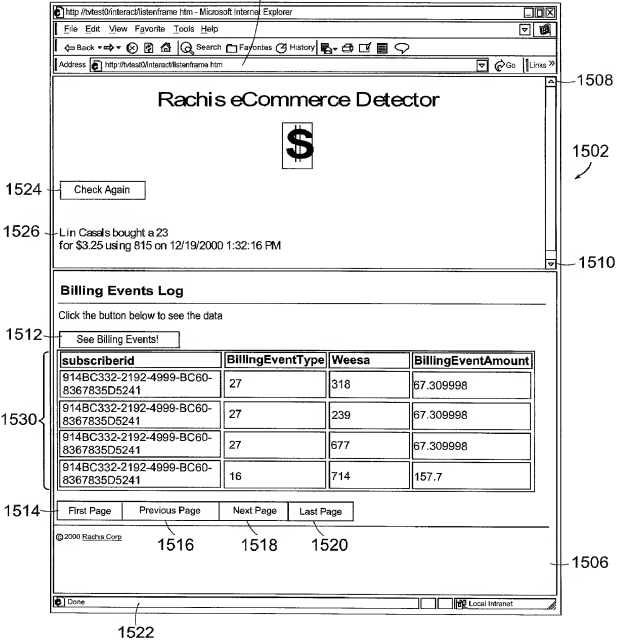 http //tvtest0/interact/listenframe htm - Microsoft Internet Explorer
File Edit View Favorite Tools Help
Back Search Favorites History
Address http://tvtest0/interact/listenframe htm Go Links »
Rachis eCommerce Detector
1508
$
1502
1524 Check Again
1526 Lin Casals bought a 23
for $3.25 using 815 on 12/19/2000 1:32:16 PM
1510
Billing Events Log
Click the button below to see the data
1512 See Billing Events!
subscriberid BillingEventType Weesa BillingEventAmount
914BC332-2192-4999-BC60-
8367835D5241 27 318 67.309998
914BC332-2192-4999-BC60-
8367835D5241 27 239 67.309998
1530
914BC332-2192-4999-BC60-
8367835D5241 27 677 67.309998
914BC332-2192-4999-BC60-
8367835D5241 16 714 157.7
1514 First Page Previous Page Next Page Last Page
1516 1518 1520
© 2000 Rachis Corp
1506
Done Local Intranet
1522